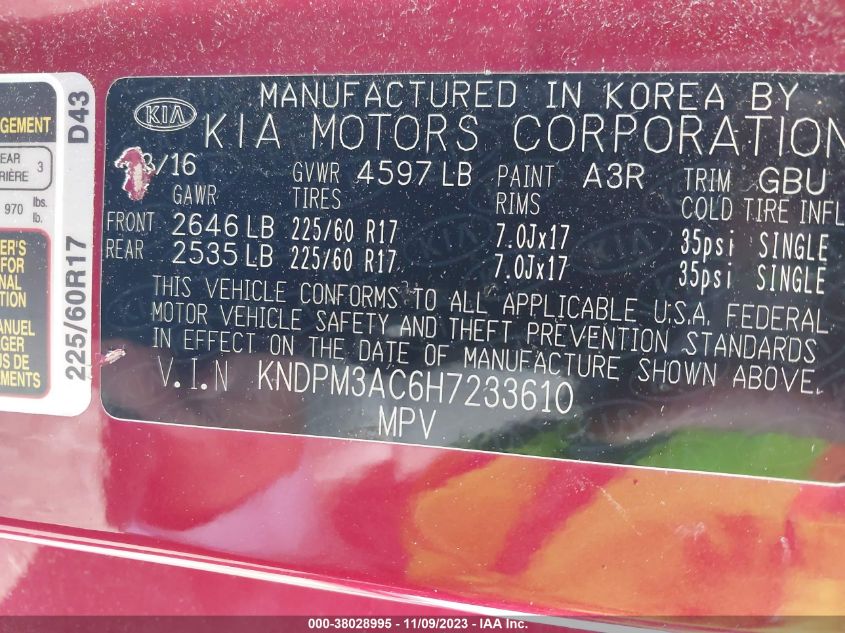 GEMENT
EAR
RIÈRE 3
970 lbs.
lb.
ER'S
FOR
NAL
TION
MANUEL
GER
US DE
EMENTS
D43
225/60R17
KIA
MANUFACTURED IN KOREA BY
KIA MOTORS CORPORATION
/16 GVWR 4597 LB PAINT A3R TRIM GBU
GAWR TIRES RIMS COLD TIRE INFL
FRONT 2646 LB 225/60 R17 7.0Jx17 35psi SINGLE
REAR 2535 LB 225/60 R17 7.0Jx17 35psi SINGLE
THIS VEHICLE CONFORMS TO ALL APPLICABLE U.S.A. FEDERAL
MOTOR VEHICLE SAFETY AND THEFT PREVENTION STANDARDS
IN EFFECT ON THE DATE OF MANUFACTURE SHOWN ABOVE.
V.I.N KNDPM3AC6H7233610
MPV
000-38028995 - 11/09/2023 - IAA Inc.